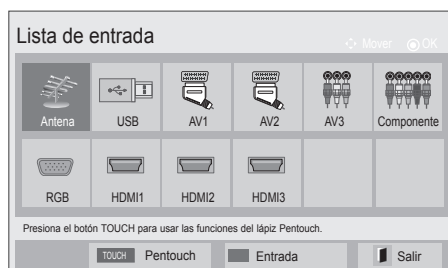 Lista de entrada
Mover OK
Antena USB AV1 AV2 AV3 Componente
RGB HDMI1 HDMI2 HDMI3
Presiona el botón TOUCH para usar las funciones del lápiz Pentouch.
TOUCH Pentouch Entrada Salir